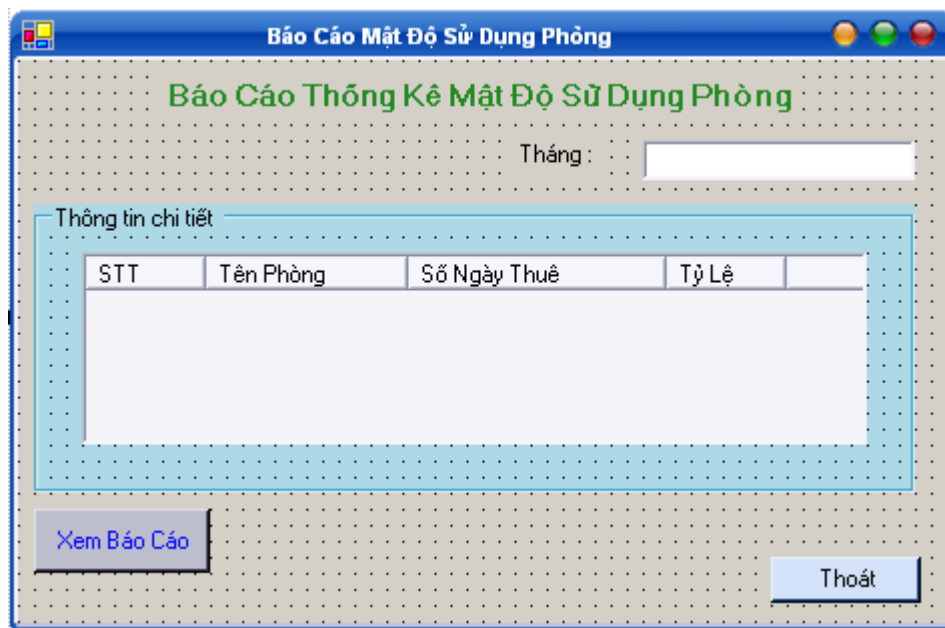 Báo Cáo Mật Độ Sử Dụng Phòng
Báo Cáo Thống Kê Mật Độ Sử Dụng Phòng
Tháng :
Thông tin chi tiết
STT Tên Phòng Số Ngày Thuê Tỷ Lệ
Xem Báo Cáo
Thoát